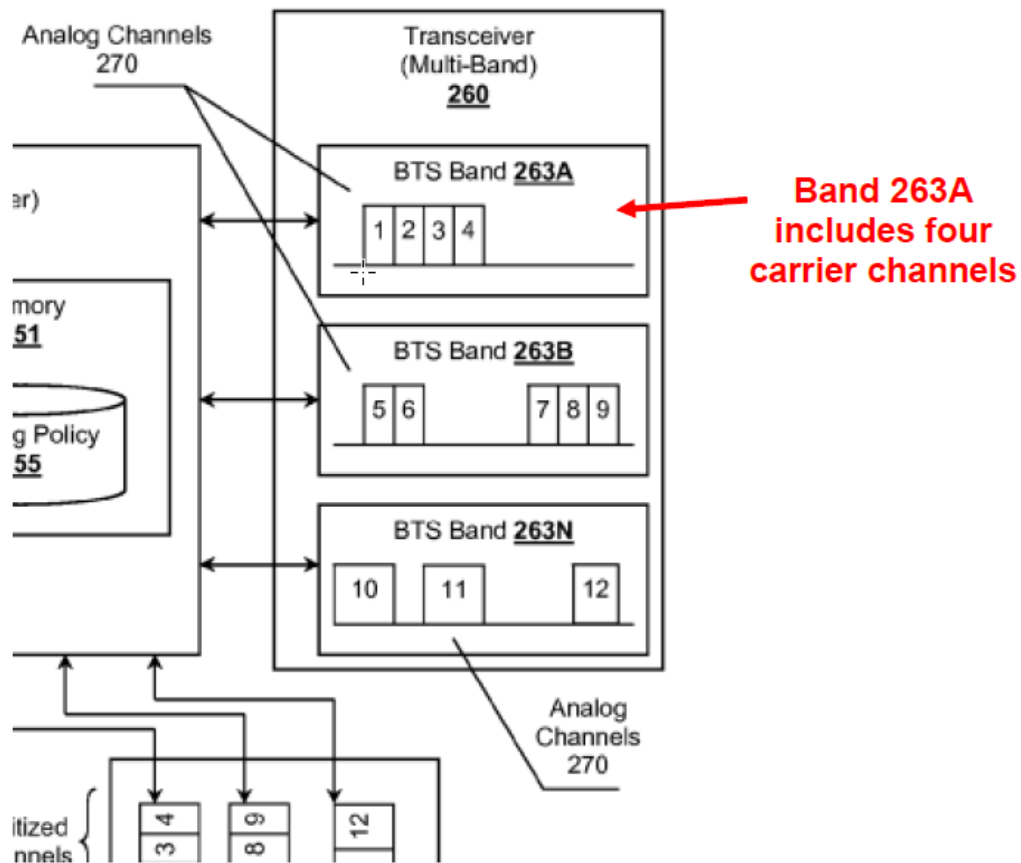 Analog Channels
270
Transceiver
(Multi-Band)
260
BTS Band 263A
1 2 3 4
Band 263A
includes four
carrier channels
er)
mory
51
g Policy
55
BTS Band 263B
5 6 7 8 9
BTS Band 263N
10 11 12
Analog
Channels
270
itized
nnels
4 9 12
3 8